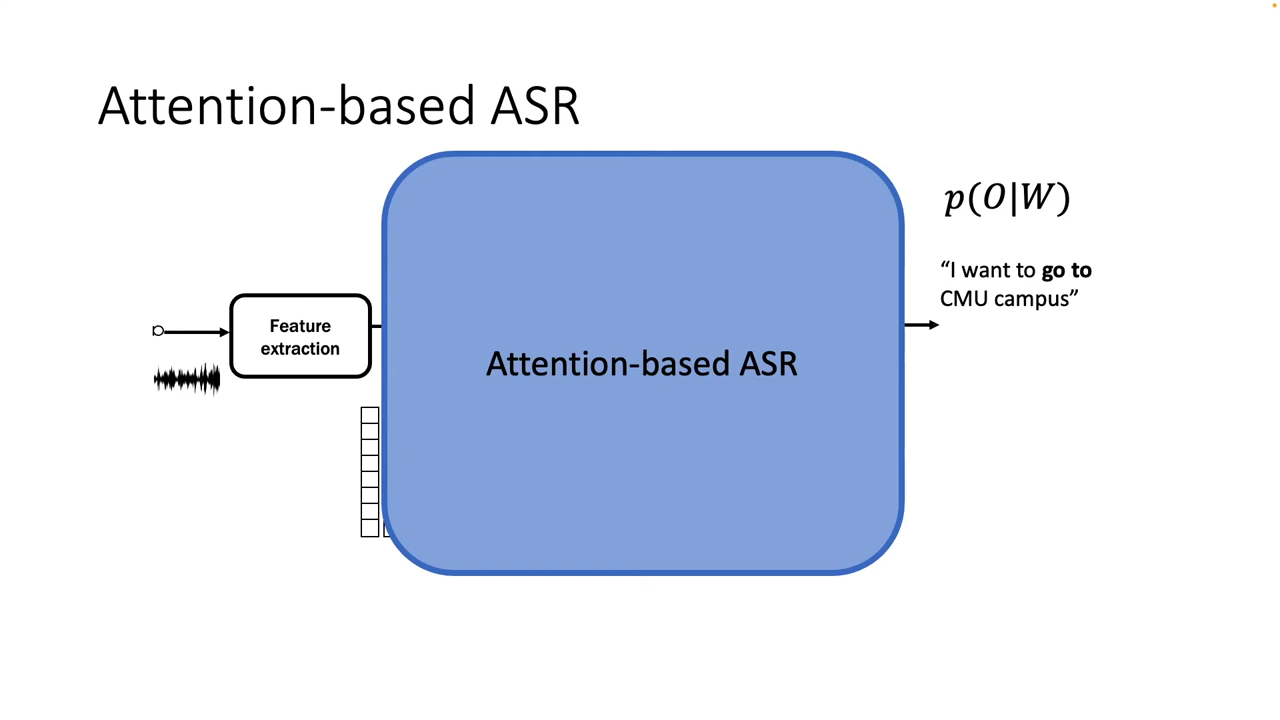 Attention-based ASR
p(O|W)
“I want to go to
CMU campus”
Feature
extraction
Attention-based ASR